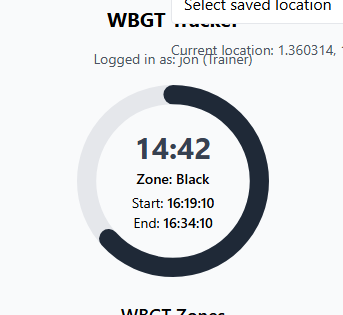 Select saved location
WBGT Tracker
Current location: 1.360314,
Logged in as: jon (Trainer)
14:42
Zone: Black
Start: 16:19:10
End: 16:34:10
WBGT Zones